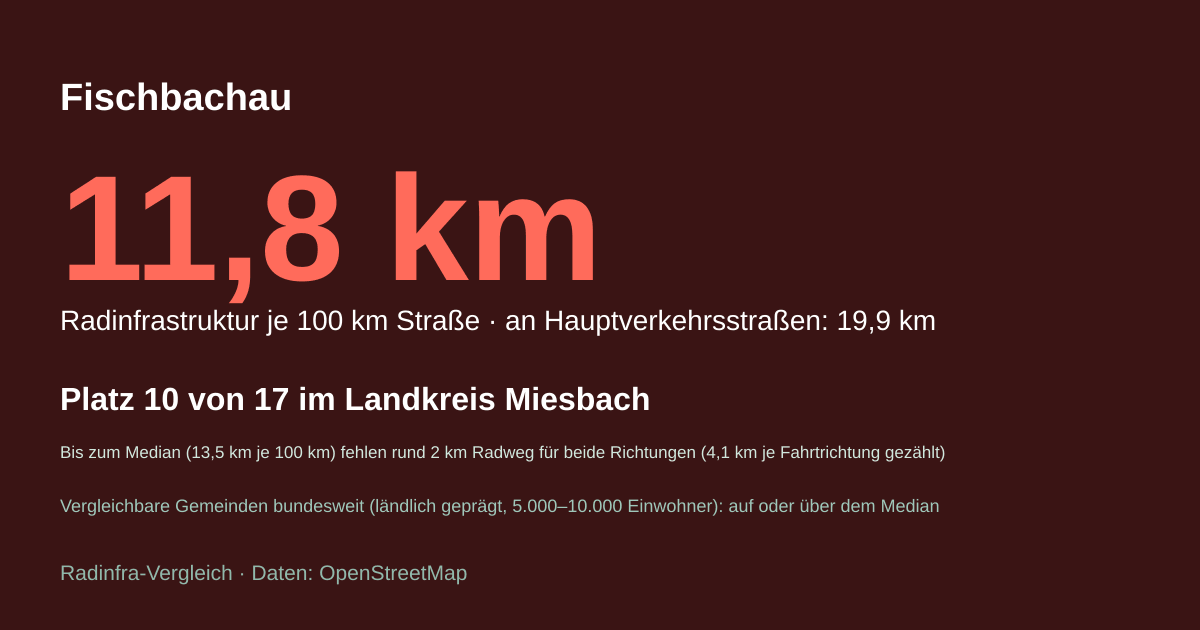 Fischbachau
11,8 km
Radinfrastruktur je 100 km Straße · an Hauptverkehrsstraßen: 19,9 km
Platz 10 von 17 im Landkreis Miesbach
Bis zum Median (13,5 km je 100 km) fehlen rund 2 km Radweg für beide Richtungen (4,1 km je Fahrtrichtung gezählt)
Vergleichbare Gemeinden bundesweit (ländlich geprägt, 5.000–10.000 Einwohner): auf oder über dem Median
Radinfra-Vergleich · Daten: OpenStreetMap